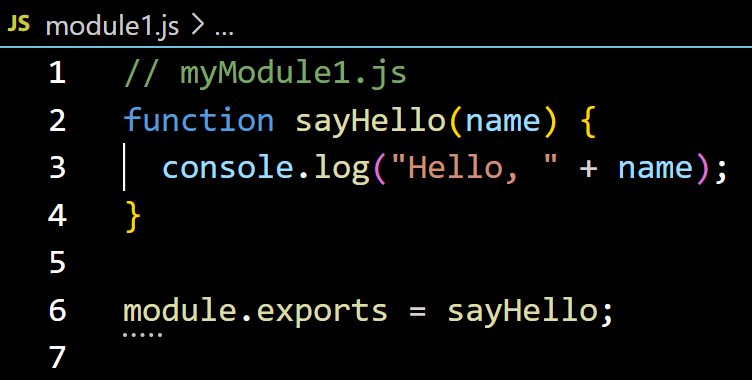 JS module1.js > ...
1 // myModule1.js
2 function sayHello(name) {
3   console.log("Hello, " + name);
4 }
5
6 module.exports = sayHello;
7